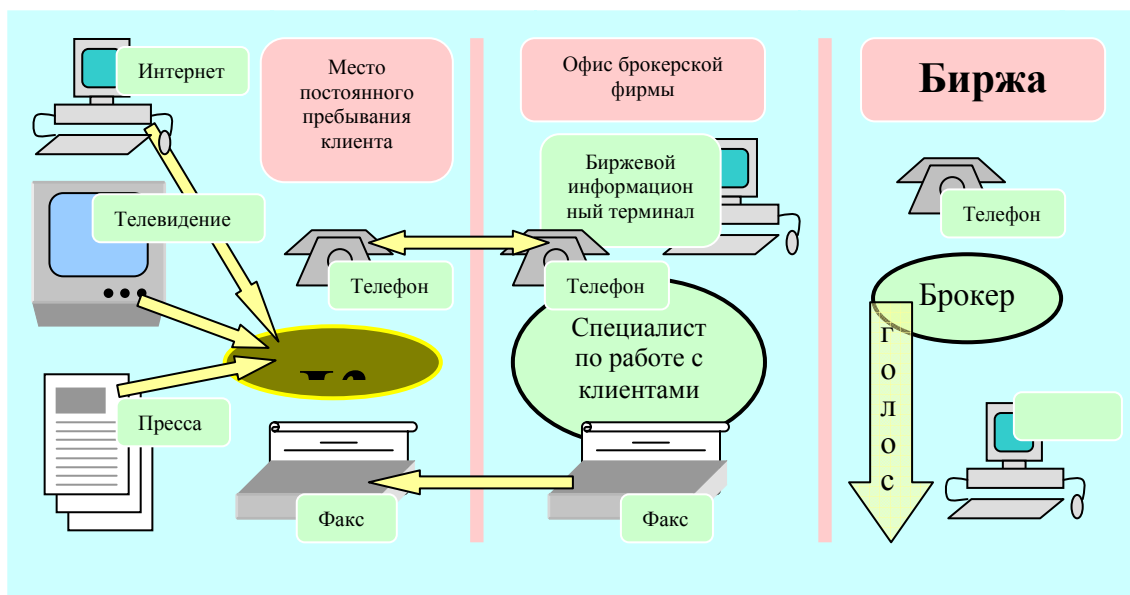 Интернет
Место
постоянного
пребывания
клиента
Офис брокерской
фирмы
Биржа
Биржевой
информацион
ный терминал
Телевидение
Телефон
Телефон
Телефон
Брокер
Специалист
по работе с
клиентами
Пресса
Факс
Факс
г
о
л
о
с